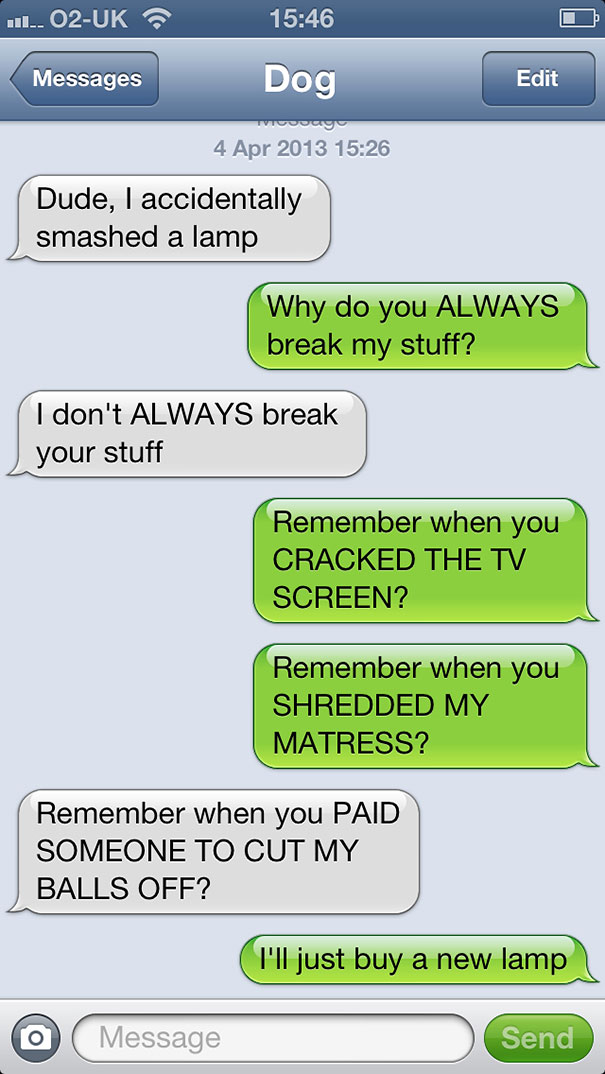 O2-UK 15:46
Messages Dog Edit
Message
4 Apr 2013 15:26
Dude, I accidentally
smashed a lamp
Why do you ALWAYS
break my stuff?
I don't ALWAYS break
your stuff
Remember when you
CRACKED THE TV
SCREEN?
Remember when you
SHREDDED MY
MATRESS?
Remember when you PAID
SOMEONE TO CUT MY
BALLS OFF?
I'll just buy a new lamp
Message Send